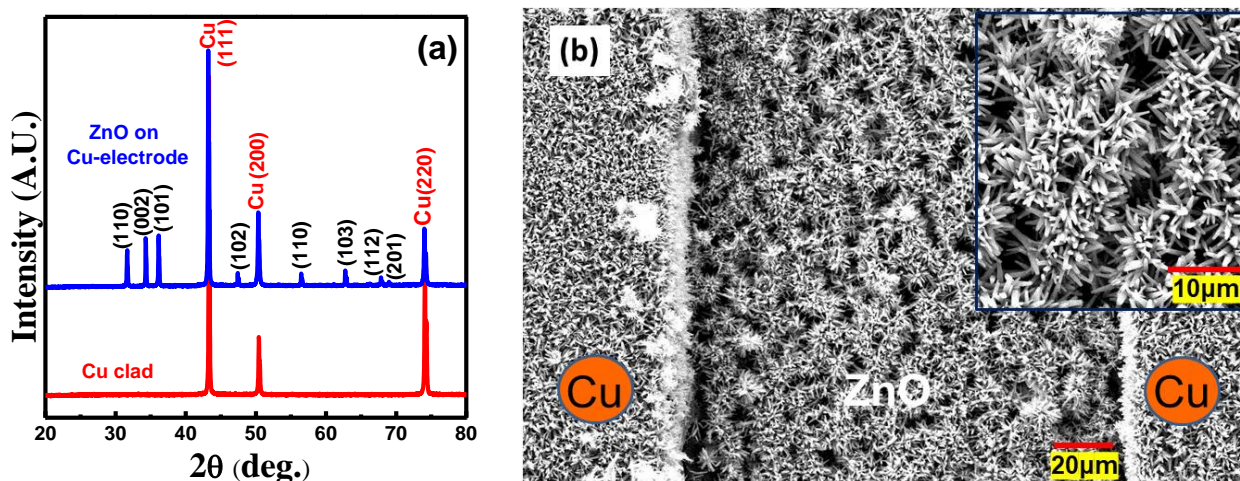 (a)
Intensity (A.U.)
ZnO on
Cu-electrode
(110)
(002)
(101)
Cu
(111)
(102)
Cu (200)
(110)
(103)
(112)
(201)
Cu(220)
Cu clad
20 30 40 50 60 70 80
2θ (deg.)
(b)
10μm
Cu
ZnO
Cu
20μm